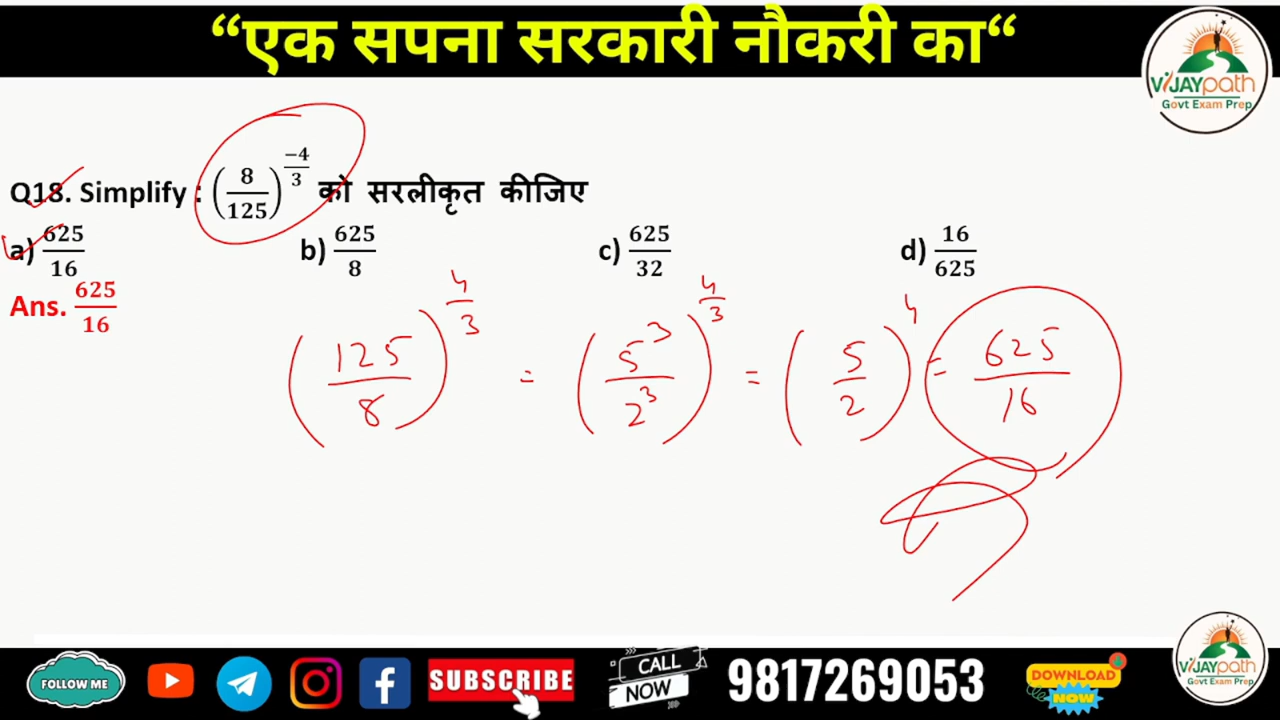 “एक सपना सरकारी नौकरी का“
VIJAYpath
Govt Exam Prep
Q18. Simplify : (8/125)^(-4/3) को सरलीकृत कीजिए
a) 625/16 b) 625/8 c) 625/32 d) 16/625
Ans. 625/16
(125/8)^(4/3) = (5^3/2^3)^(4/3) = (5/2)^4 = 625/16
FOLLOW ME
SUBSCRIBE
CALL NOW
9817269053
DOWNLOAD NOW
VIJAYpath
Govt Exam Prep